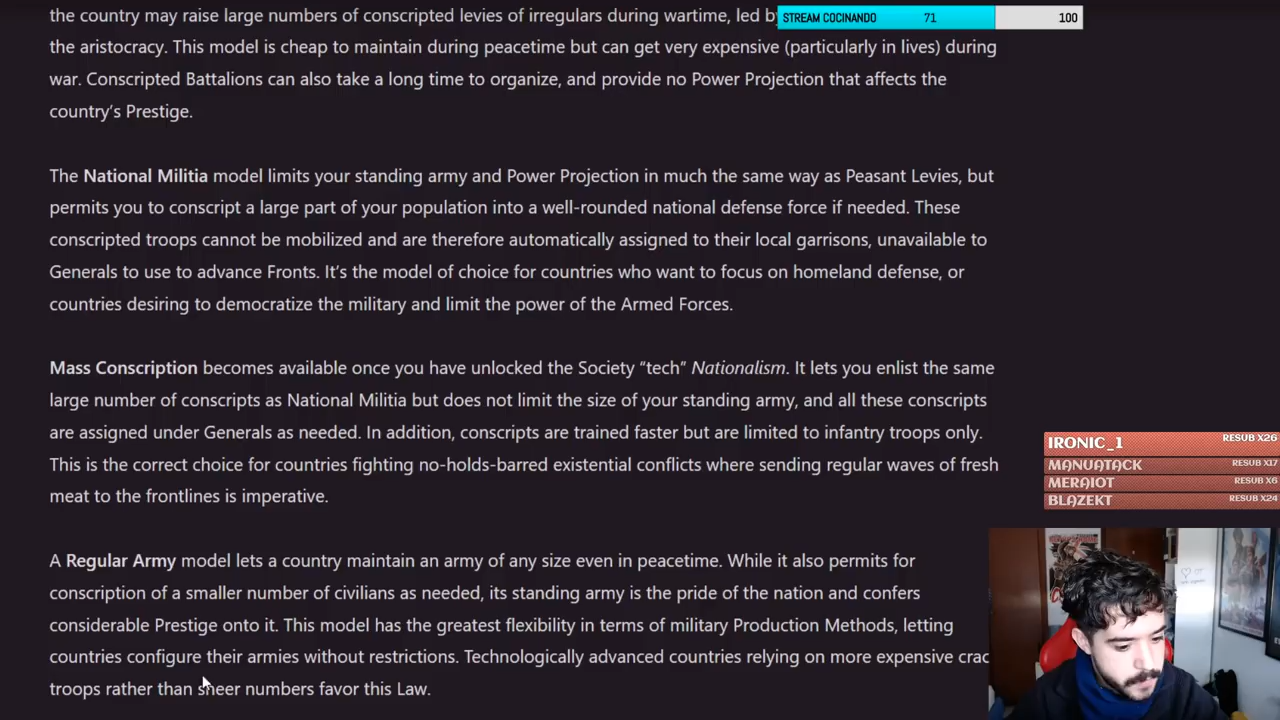 the country may raise large numbers of conscripted levies of irregulars during wartime, led by
STREAM COCINANDO 71 100
the aristocracy. This model is cheap to maintain during peacetime but can get very expensive (particularly in lives) during
war. Conscripted Battalions can also take a long time to organize, and provide no Power Projection that affects the
country's Prestige.
The National Militia model limits your standing army and Power Projection in much the same way as Peasant Levies, but
permits you to conscript a large part of your population into a well-rounded national defense force if needed. These
conscripted troops cannot be mobilized and are therefore automatically assigned to their local garrisons, unavailable to
Generals to use to advance Fronts. It's the model of choice for countries who want to focus on homeland defense, or
countries desiring to democratize the military and limit the power of the Armed Forces.
Mass Conscription becomes available once you have unlocked the Society “tech” Nationalism. It lets you enlist the same
large number of conscripts as National Militia but does not limit the size of your standing army, and all these conscripts
are assigned under Generals as needed. In addition, conscripts are trained faster but are limited to infantry troops only.
This is the correct choice for countries fighting no-holds-barred existential conflicts where sending regular waves of fresh
meat to the frontlines is imperative.
IRONIC_1 RESUB X26
MANUATACK RESUB X17
MERAIOT RESUB X6
BLAZEKT RESUB X24
A Regular Army model lets a country maintain an army of any size even in peacetime. While it also permits for
conscription of a smaller number of civilians as needed, its standing army is the pride of the nation and confers
considerable Prestige onto it. This model has the greatest flexibility in terms of military Production Methods, letting
countries configure their armies without restrictions. Technologically advanced countries relying on more expensive crac
troops rather than sheer numbers favor this Law.